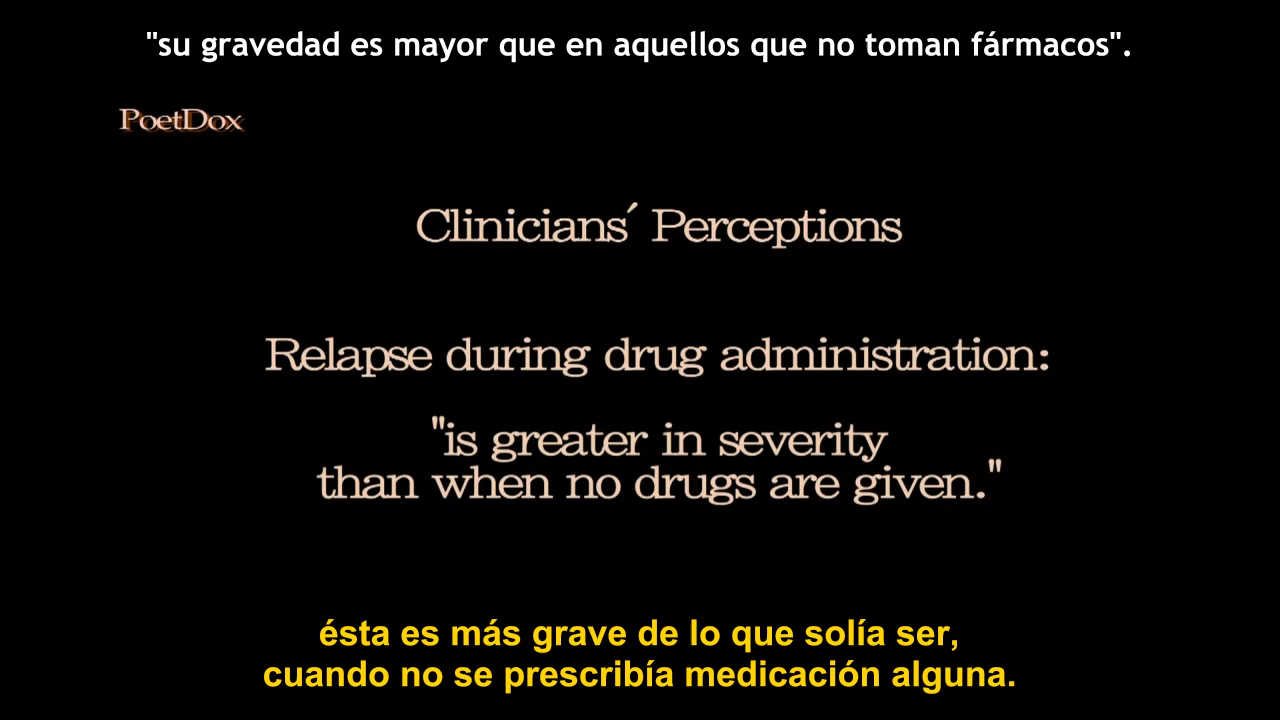 "su gravedad es mayor que en aquellos que no toman fármacos".
PoetDox
Clinicians´ Perceptions
Relapse during drug administration:
"is greater in severity
than when no drugs are given."
ésta es más grave de lo que solía ser,
cuando no se prescribía medicación alguna.